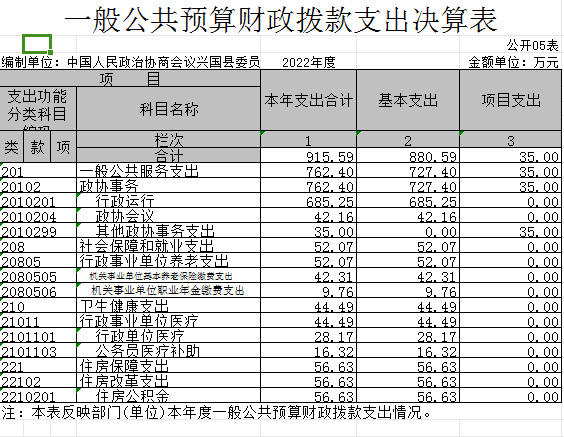 一般公共预算财政拨款支出决算表
公开05表
编制单位：中国人民政治协商会议兴国县委员 2022年度 金额单位：万元
项 目 本年支出合计 基本支出 项目支出
支出功能分类科目 科目名称
类 款 项 栏次 1 2 3
合计 915.59 880.59 35.00
201 一般公共服务支出 762.40 727.40 35.00
20102 政协事务 762.40 727.40 35.00
2010201 行政运行 685.25 685.25 0.00
2010204 政协会议 42.16 42.16 0.00
2010299 其他政协事务支出 35.00 0.00 35.00
208 社会保障和就业支出 52.07 52.07 0.00
20805 行政事业单位养老支出 52.07 52.07 0.00
2080505 机关事业单位基本养老保险缴费支出 42.31 42.31 0.00
2080506 机关事业单位职业年金缴费支出 9.76 9.76 0.00
210 卫生健康支出 44.49 44.49 0.00
21011 行政事业单位医疗 44.49 44.49 0.00
2101101 行政单位医疗 28.17 28.17 0.00
2101103 公务员医疗补助 16.32 16.32 0.00
221 住房保障支出 56.63 56.63 0.00
22102 住房改革支出 56.63 56.63 0.00
2210201 住房公积金 56.63 56.63 0.00
注：本表反映部门(单位)本年度一般公共预算财政拨款支出情况。